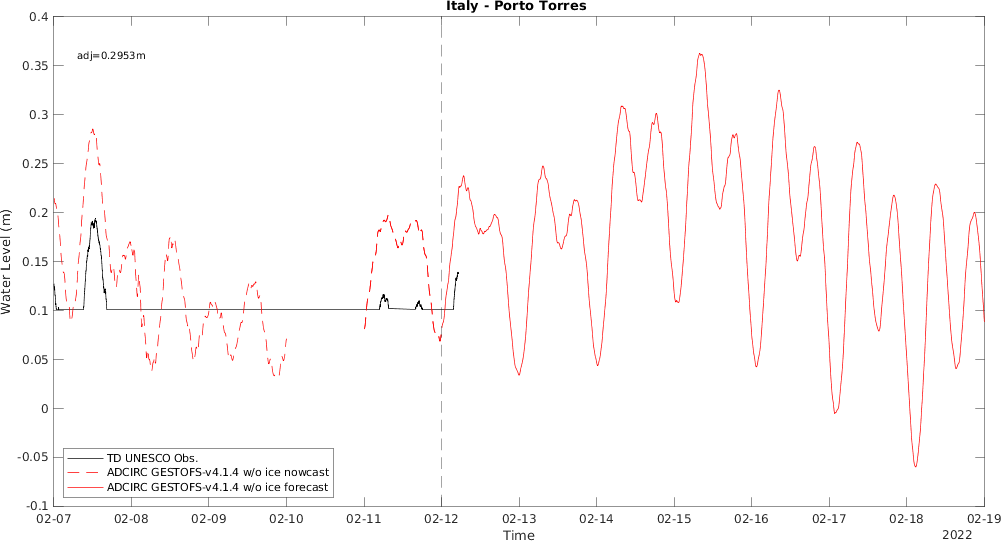 Italy - Porto Torres
adj=0.2953m
Water Level (m)
0.4
0.35
0.3
0.25
0.2
0.15
0.1
0.05
0
-0.05
-0.1
TD UNESCO Obs.
ADCIRC GESTOFS-v4.1.4 w/o ice nowcast
ADCIRC GESTOFS-v4.1.4 w/o ice forecast
02-07 02-08 02-09 02-10 02-11 02-12 02-13 02-14 02-15 02-16 02-17 02-18 02-19
Time
2022